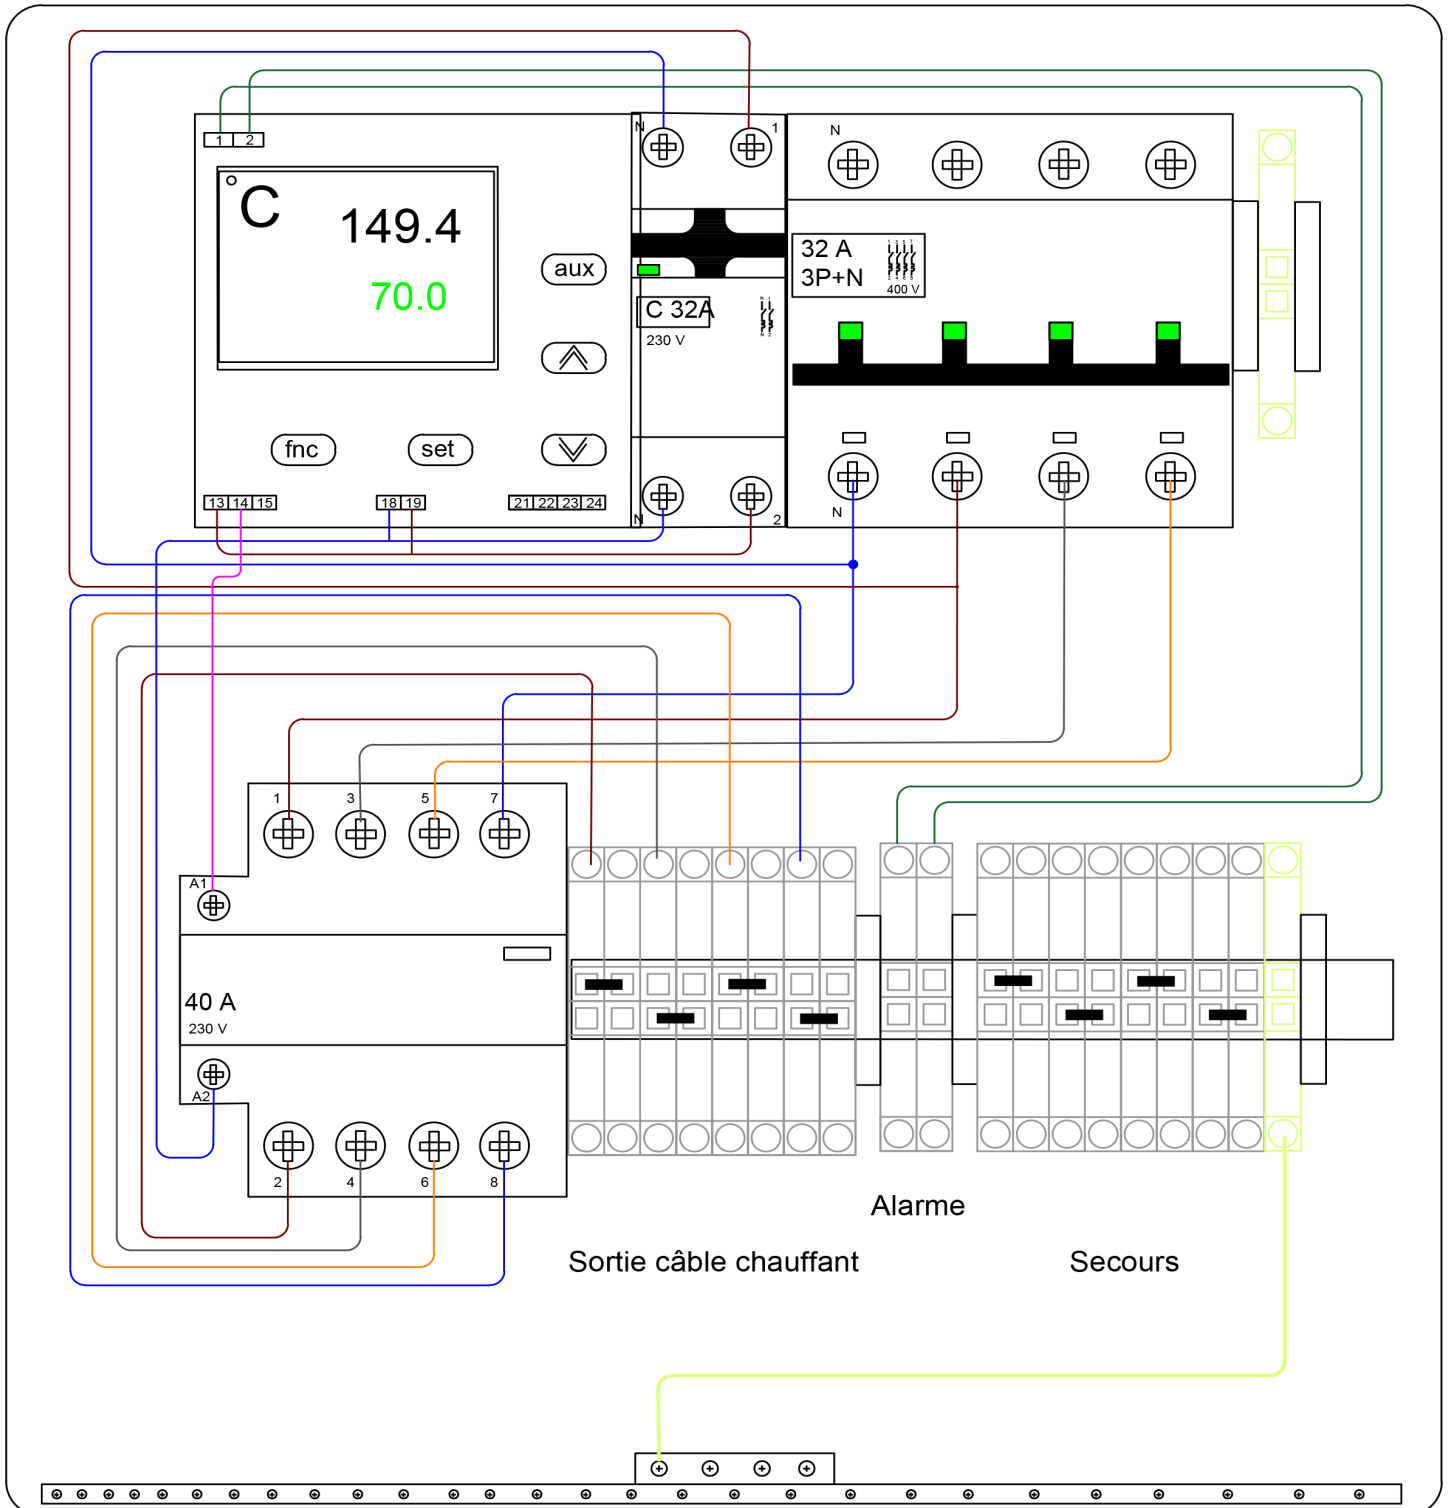 1 2
C 149.4
70.0
aux
fnc set
13 14 15
18 19
21 22 23 24
N 1
C 32A
230 V
N 2
N
32 A
3P+N
400 V
N
1 3 5 7
A1
40 A
230 V
A2
2 4 6 8
Alarme
Sortie câble chauffant
Secours